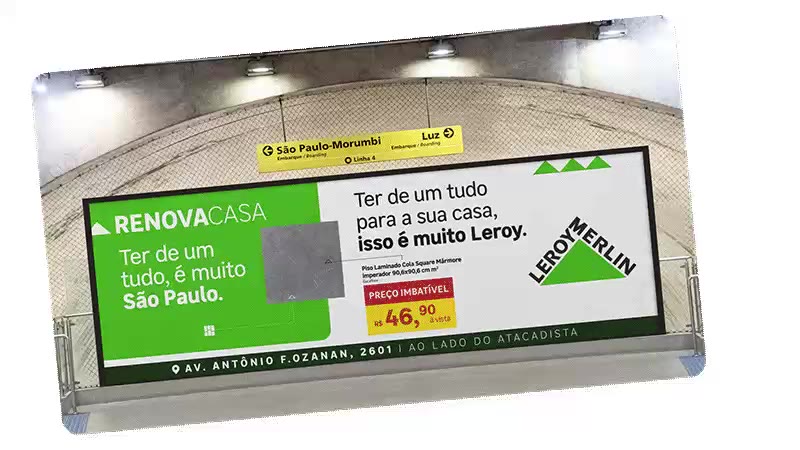 São Paulo-Morumbi
Embarque / Boarding
Luz
Embarque / Boarding
Linha 4
RENOVACASA
Ter de um
tudo, é muito
São Paulo.
Ter de um tudo
para a sua casa,
isso é muito Leroy.
Piso Laminado Cola Square Mármore
imperador 90,6x90,6 cm m²
PREÇO IMBATÍVEL
R$ 46,90
à vista
LEROY MERLIN
AV. ANTÔNIO F.OZANAN, 2601 | AO LADO DO ATACADISTA